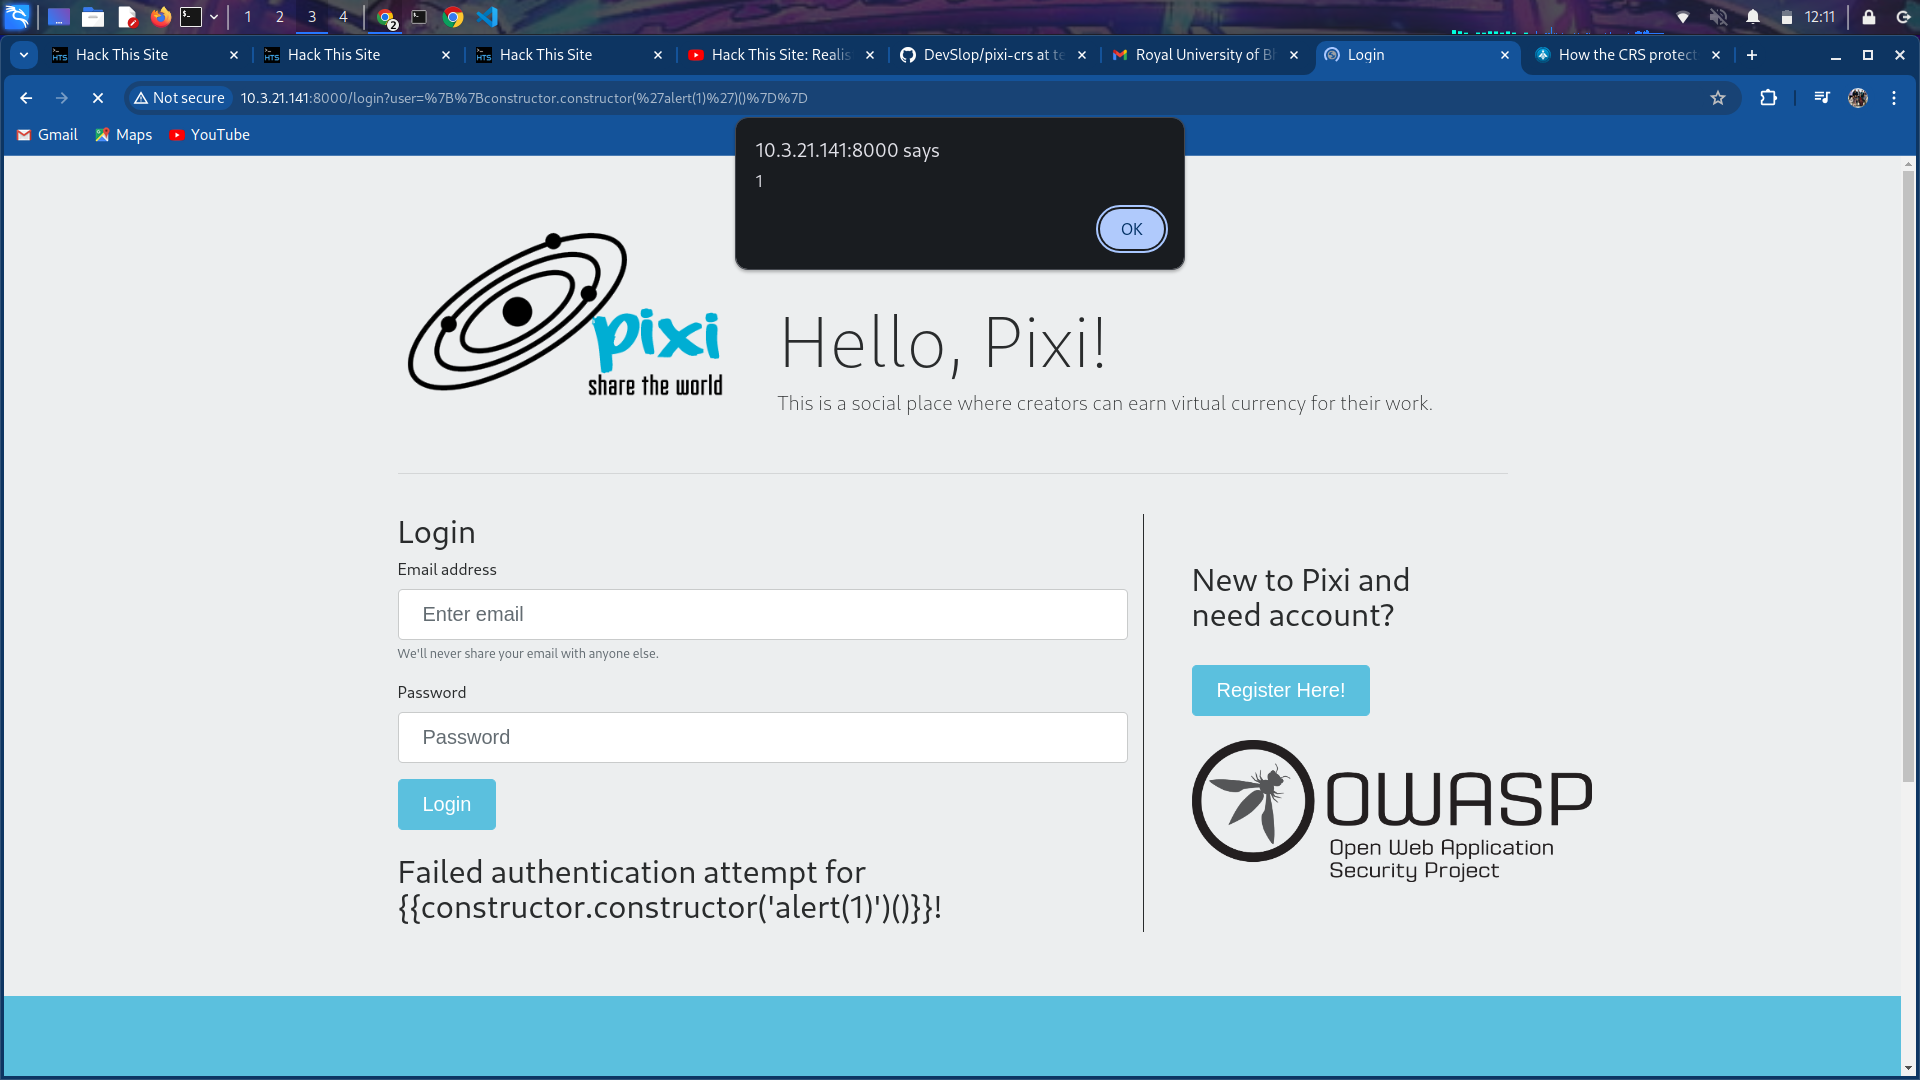 1
2
3
4
2
12:11
Hack This Site
Hack This Site
Hack This Site
Hack This Site: Realis
DevSlop/pixi-crs at te
Royal University of Bh
Login
How the CRS protect
Not secure
10.3.21.141:8000/login?user=%7B%7Bconstructor.constructor(%27alert(1)%27)()%7D%7D
Gmail
Maps
YouTube
10.3.21.141:8000 says
1
OK
pixi
share the world
Hello, Pixi!
This is a social place where creators can earn virtual currency for their work.
Login
Email address
Enter email
We'll never share your email with anyone else.
Password
Password
Login
Failed authentication attempt for
{{constructor.constructor('alert(1)')()}}!
New to Pixi and
need account?
Register Here!
OWASP
Open Web Application
Security Project